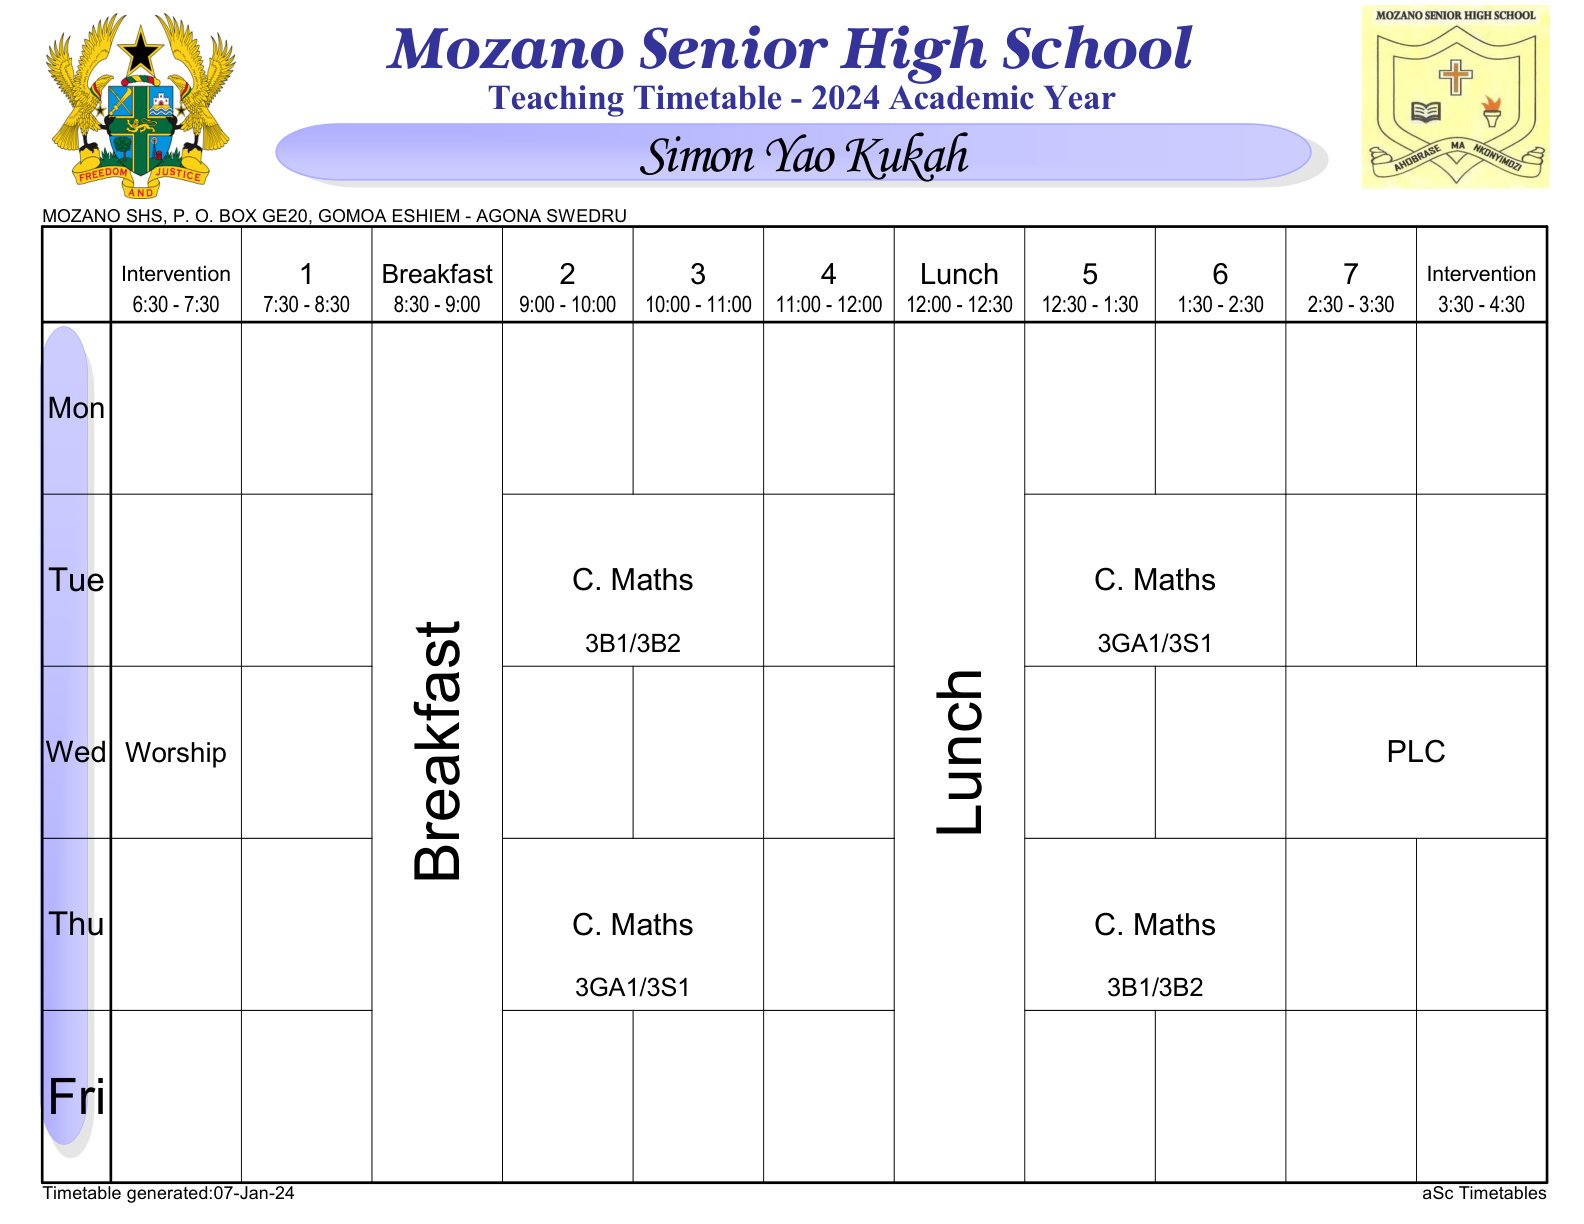 Mozano Senior High School
Teaching Timetable - 2024 Academic Year
Simon Yao Kukah
FREEDOM AND JUSTICE
MOZANO SENIOR HIGH SCHOOL
AHOBRASE MA NKONYIMDZI
MOZANO SHS, P. O. BOX GE20, GOMOA ESHIEM - AGONA SWEDRU
Intervention 1 Breakfast 2 3 4 Lunch 5 6 7 Intervention
6:30 - 7:30 7:30 - 8:30 8:30 - 9:00 9:00 - 10:00 10:00 - 11:00 11:00 - 12:00 12:00 - 12:30 12:30 - 1:30 1:30 - 2:30 2:30 - 3:30 3:30 - 4:30
Mon
Tue C. Maths C. Maths
3B1/3B2 3GA1/3S1
Breakfast
Lunch
Wed Worship PLC
Thu C. Maths C. Maths
3GA1/3S1 3B1/3B2
Fri
Timetable generated:07-Jan-24 aSc Timetables